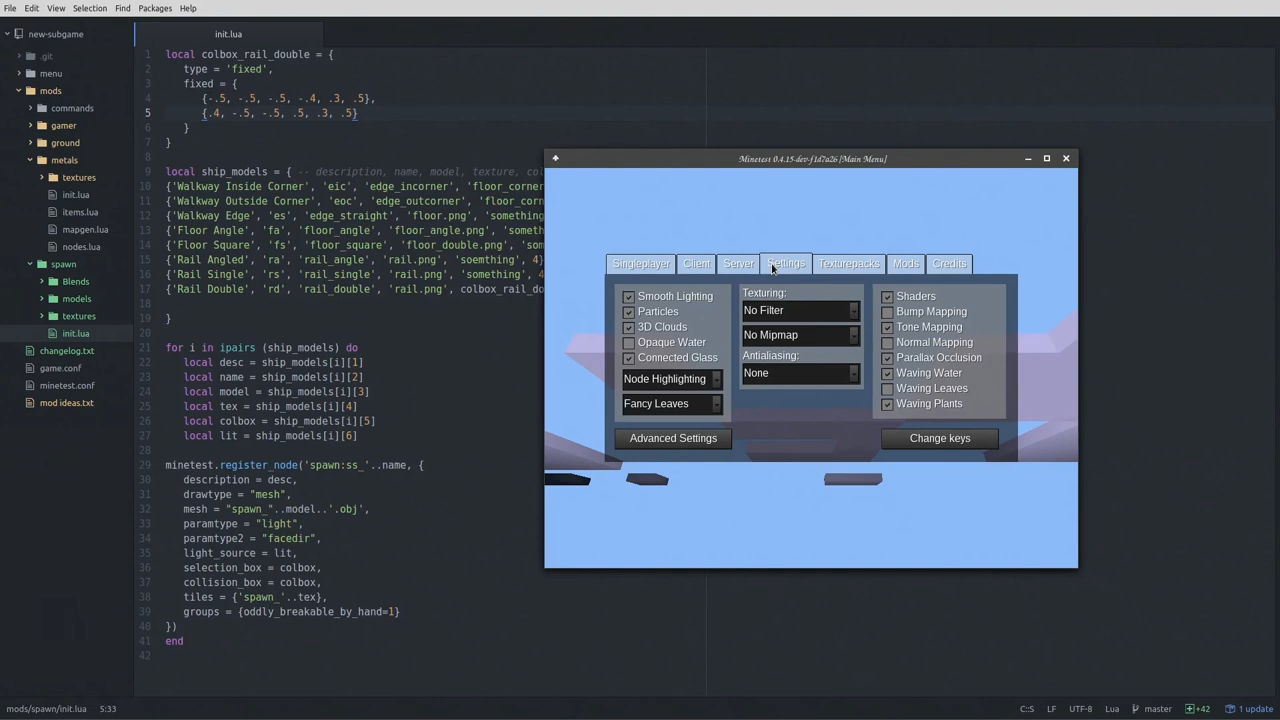 File Edit View Selection Find Packages Help
new-subgame
.git
menu
mods
commands
gamer
ground
metals
textures
init.lua
items.lua
mapgen.lua
nodes.lua
spawn
Blends
models
textures
init.lua
changelog.txt
game.conf
minetest.conf
mod ideas.txt
init.lua
1 local colbox_rail_double = {
2 type = 'fixed',
3 fixed = {
4 {-.5, -.5, -.5, -.4, .3, .5},
5 {.4, -.5, -.5, .5, .3, .5}
6 }
7 }
8
9 local ship_models = { -- description, name, model, texture, col
10 {'Walkway Inside Corner', 'eic', 'edge_incorner', 'floor_corner
11 {'Walkway Outside Corner', 'eoc', 'edge_outcorner', 'floor_corn
12 {'Walkway Edge', 'es', 'edge_straight', 'floor.png', 'something
13 {'Floor Angle', 'fa', 'floor_angle', 'floor_angle.png', 'someth
14 {'Floor Square', 'fs', 'floor_square', 'floor_double.png', 'som
15 {'Rail Angled', 'ra', 'rail_angle', 'rail.png', 'soemthing', 4}
16 {'Rail Single', 'rs', 'rail_single', 'rail.png', 'something', 4
17 {'Rail Double', 'rd', 'rail_double', 'rail.png', colbox_rail_do
18
19 }
20
21 for i in ipairs (ship_models) do
22 local desc = ship_models[i][1]
23 local name = ship_models[i][2]
24 local model = ship_models[i][3]
25 local tex = ship_models[i][4]
26 local colbox = ship_models[i][5]
27 local lit = ship_models[i][6]
28
29 minetest.register_node('spawn:ss_'..name, {
30 description = desc,
31 drawtype = "mesh",
32 mesh = "spawn_"..model..'.obj',
33 paramtype = "light",
34 paramtype2 = "facedir",
35 light_source = lit,
36 selection_box = colbox,
37 collision_box = colbox,
38 tiles = {'spawn_'..tex},
39 groups = {oddly_breakable_by_hand=1}
40 })
41 end
42
Minetest 0.4.15-dev-f1d7a26 [Main Menu]
Singleplayer Client Server Settings Texturepacks Mods Credits
Smooth Lighting
Particles
3D Clouds
Opaque Water
Connected Glass
Node Highlighting
Fancy Leaves
Texturing:
No Filter
No Mipmap
Antialiasing:
None
Shaders
Bump Mapping
Tone Mapping
Normal Mapping
Parallax Occlusion
Waving Water
Waving Leaves
Waving Plants
Advanced Settings
Change keys
mods/spawn/init.lua 5:33 C::S LF UTF-8 Lua master +42 1 update